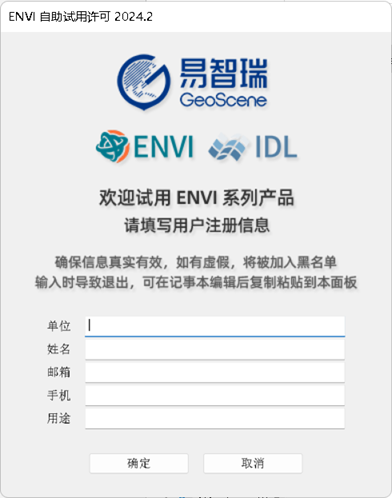 ENVI 自助试用许可 2024.2
易智瑞
GeoScene
ENVI IDL
欢迎试用 ENVI 系列产品
请填写用户注册信息
确保信息真实有效，如有虚假，将被加入黑名单
输入时导致退出，可在记事本编辑后复制粘贴到本面板
单位
姓名
邮箱
手机
用途
确定 取消